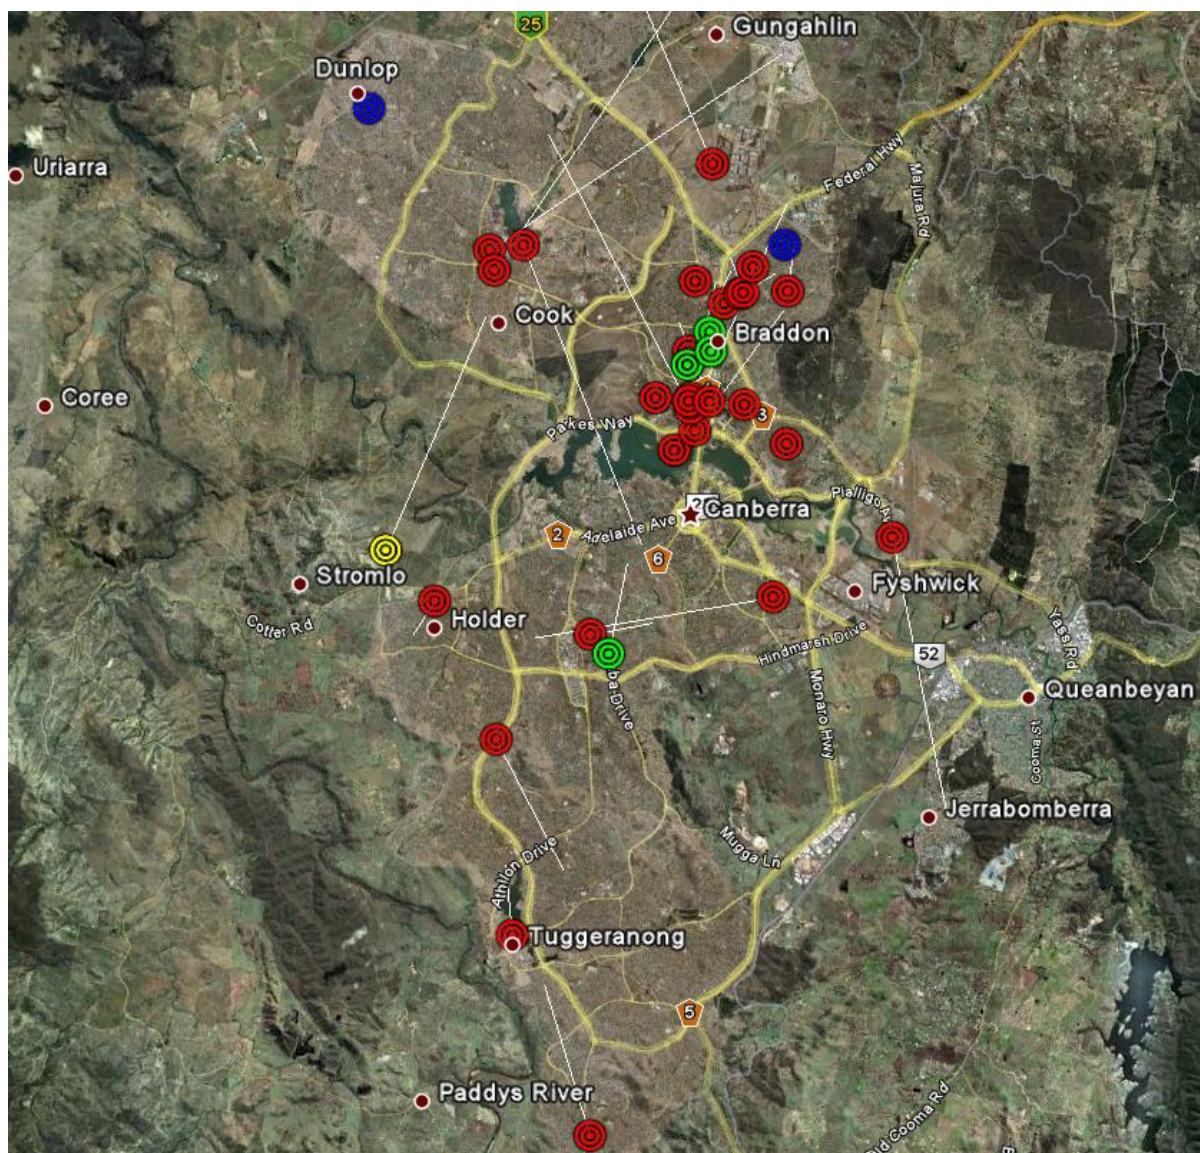 25
Gungahlin
Dunlop
Uriarra
Federal Hwy
Majura Rd
Cook
Braddon
Coree
3
Parkes Way
Pialligo Av
Canberra
2
Adelaide Ave
6
Stromlo
Fyshwick
Holder
Cotter Rd
Yass Rd
Hindmarsh Drive
52
Queanbeyan
ba Drive
Monaro Hwy
Cooma St
Jerrabomberra
Mugga Ln
Athllon Drive
Tuggeranong
5
Paddys River
Old Cooma Rd